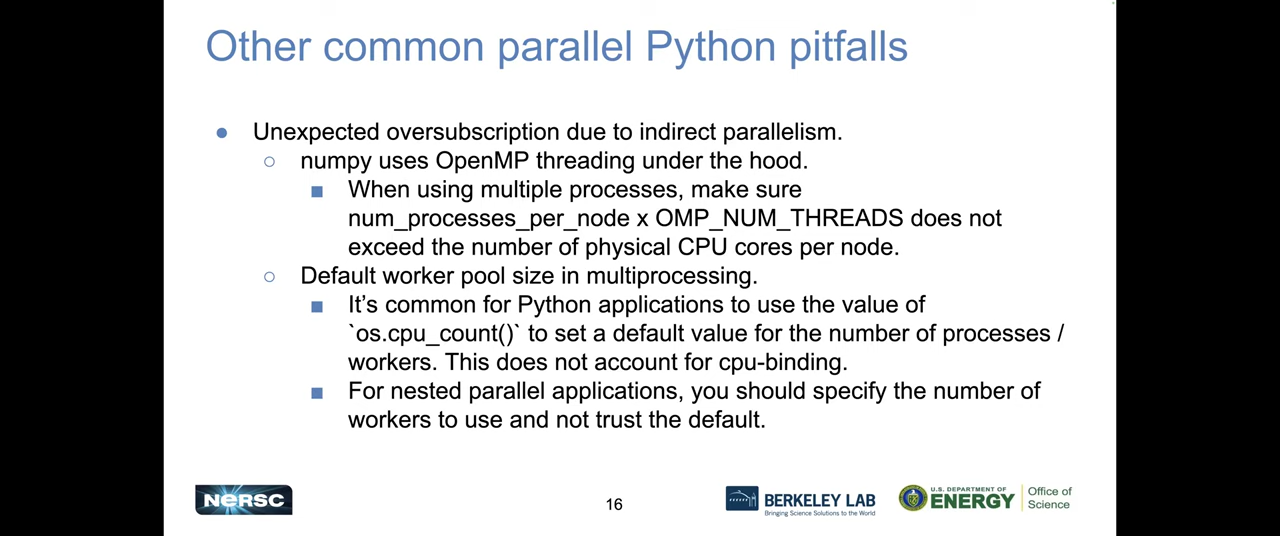 Other common parallel Python pitfalls
● Unexpected oversubscription due to indirect parallelism.
○ numpy uses OpenMP threading under the hood.
■ When using multiple processes, make sure
num_processes_per_node x OMP_NUM_THREADS does not
exceed the number of physical CPU cores per node.
○ Default worker pool size in multiprocessing.
■ It’s common for Python applications to use the value of
`os.cpu_count()` to set a default value for the number of processes /
workers. This does not account for cpu-binding.
■ For nested parallel applications, you should specify the number of
workers to use and not trust the default.
NERSC
16
BERKELEY LAB
Bringing Science Solutions to the World
U.S. DEPARTMENT OF
ENERGY
Office of
Science